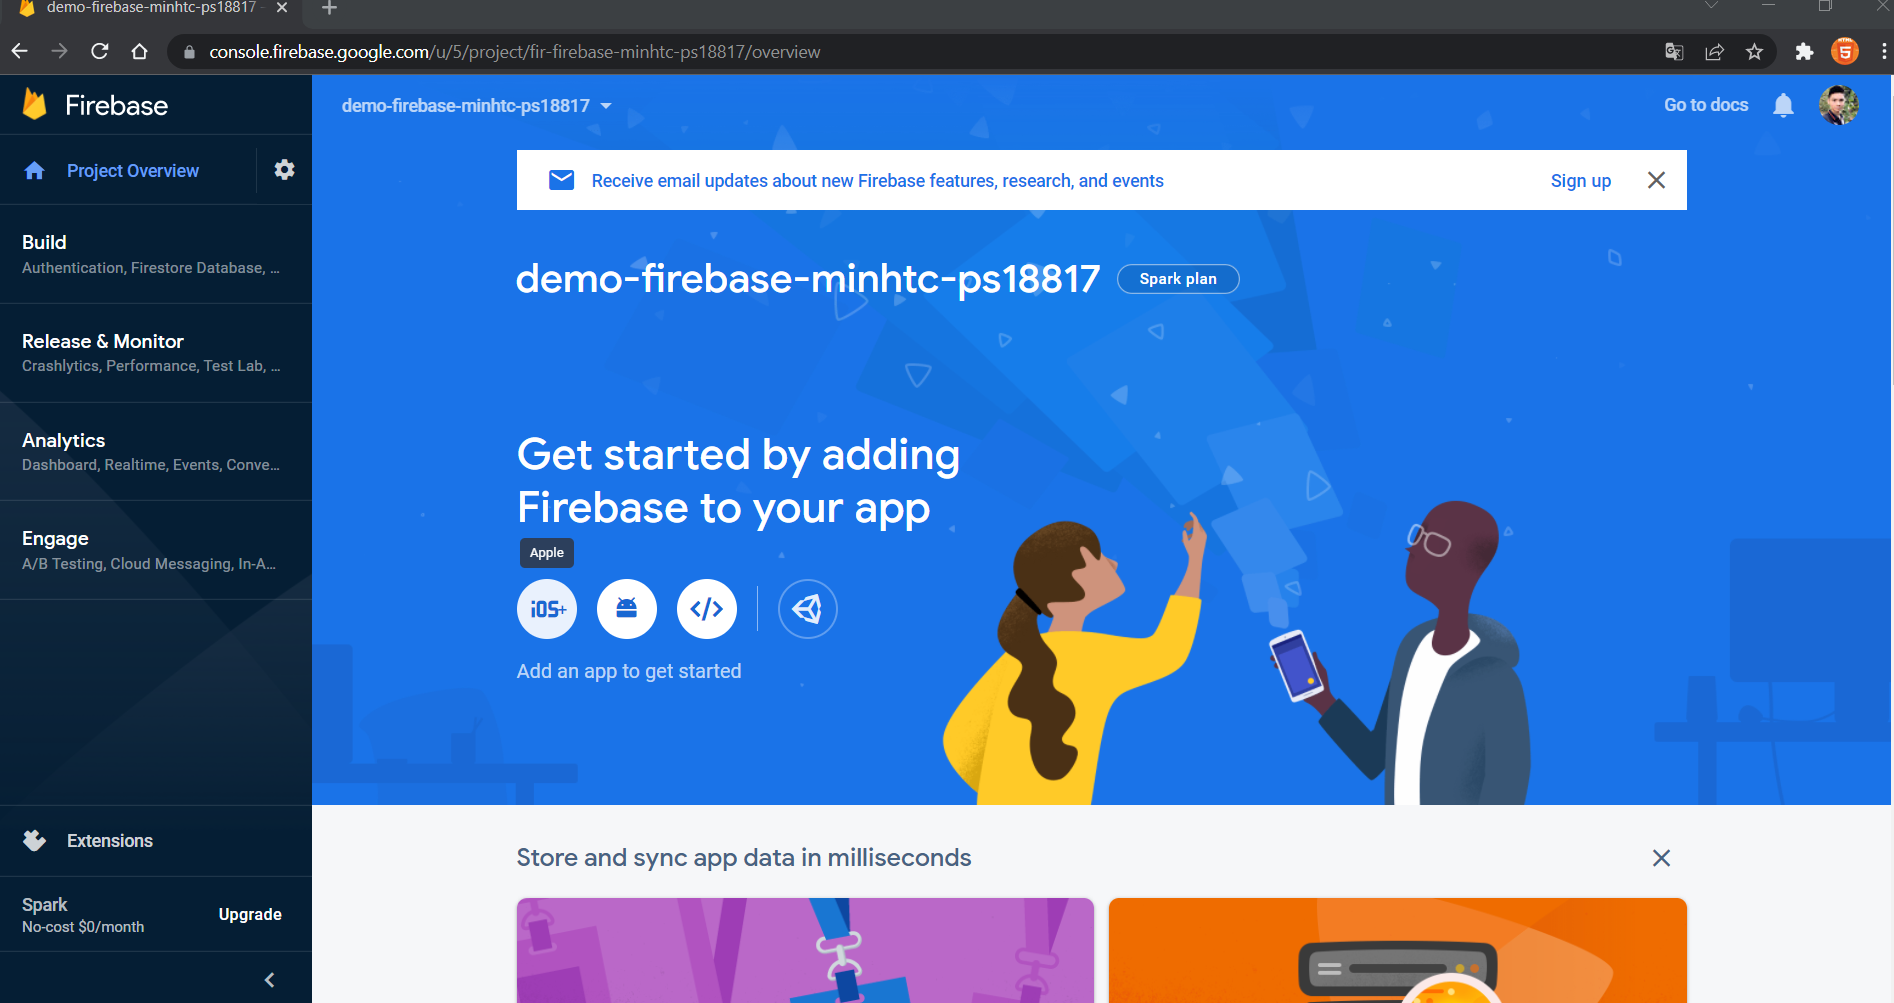 demo-firebase-minhtc-ps18817 -
console.firebase.google.com/u/5/project/fir-firebase-minhtc-ps18817/overview
Firebase
demo-firebase-minhtc-ps18817
Go to docs
Project Overview
Receive email updates about new Firebase features, research, and events
Sign up
Build
Authentication, Firestore Database, ...
demo-firebase-minhtc-ps18817
Spark plan
Release & Monitor
Crashlytics, Performance, Test Lab, ...
Analytics
Dashboard, Realtime, Events, Conve...
Get started by adding
Firebase to your app
Engage
A/B Testing, Cloud Messaging, In-A...
Apple
iOS+
</>
Add an app to get started
Extensions
Store and sync app data in milliseconds
Spark
No-cost $0/month
Upgrade